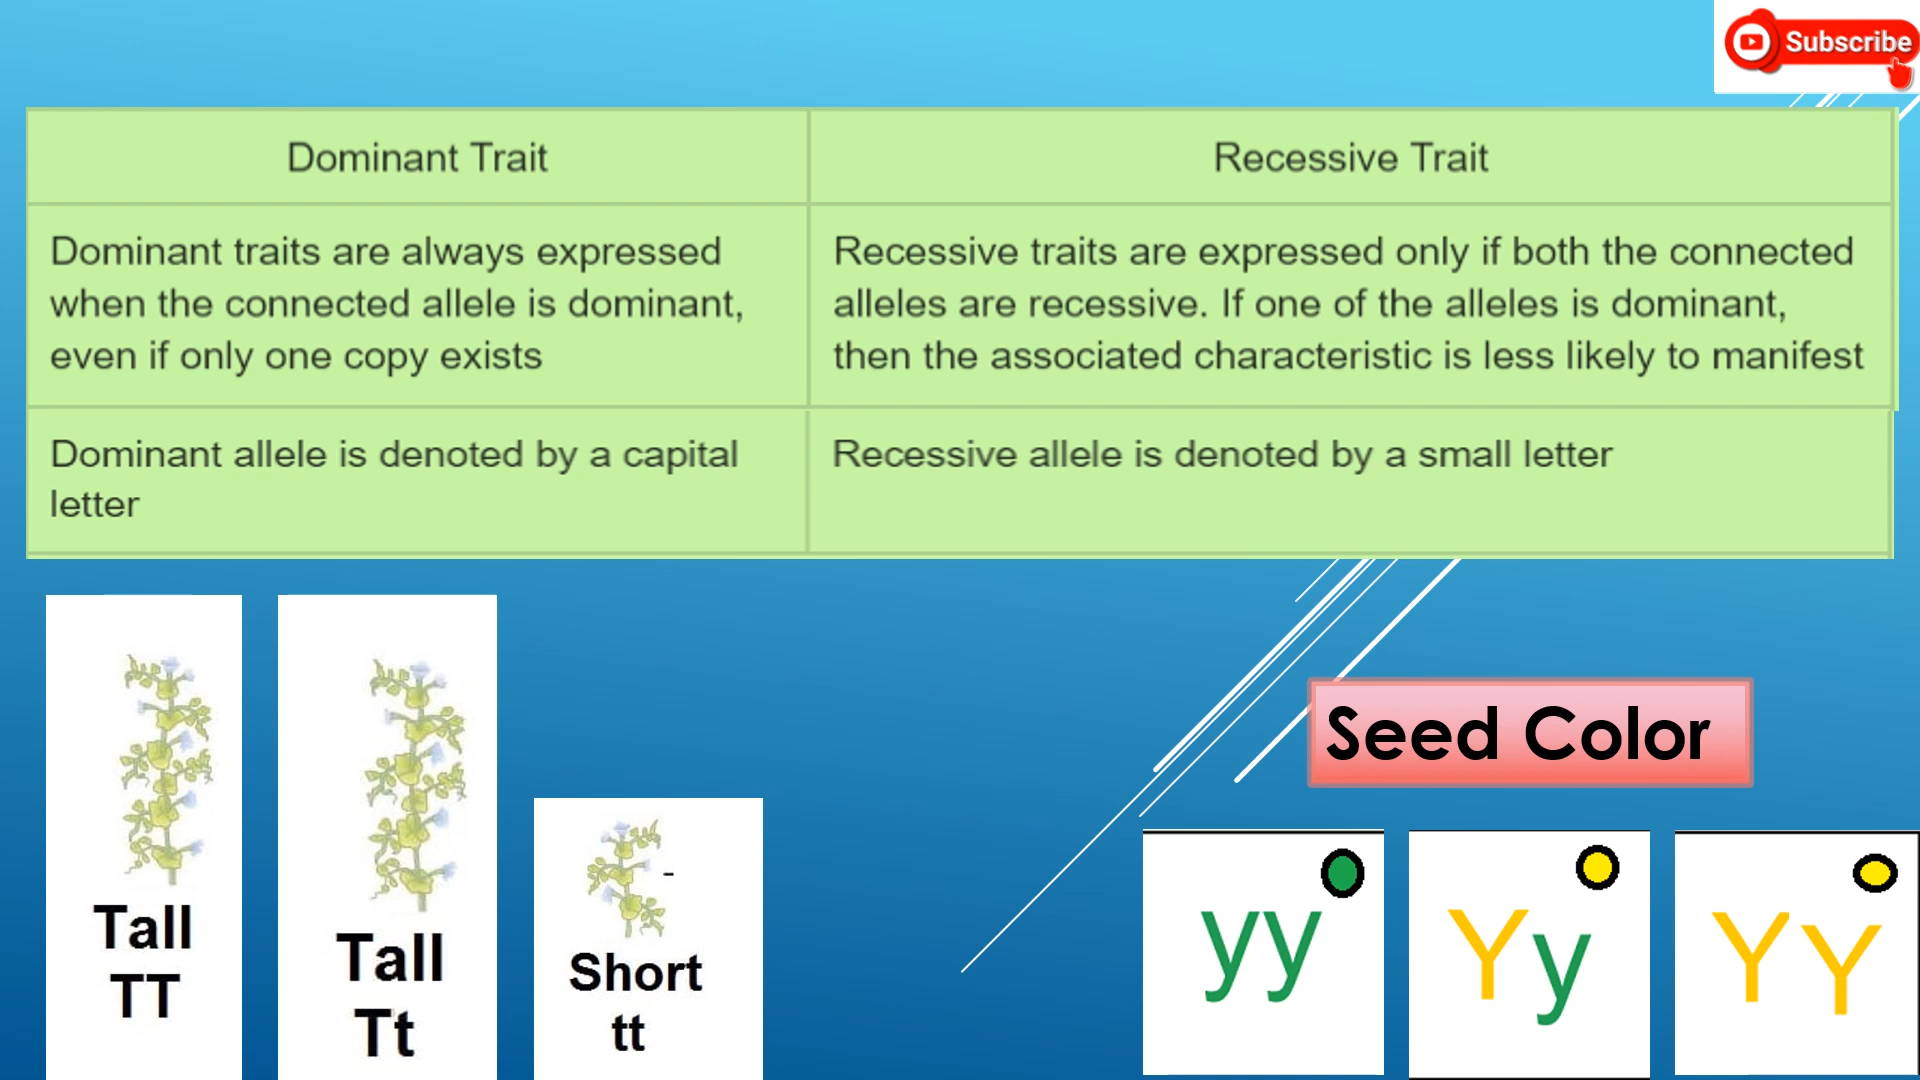 Subscribe
Dominant Trait
Recessive Trait
Dominant traits are always expressed
when the connected allele is dominant,
even if only one copy exists
Recessive traits are expressed only if both the connected
alleles are recessive. If one of the alleles is dominant,
then the associated characteristic is less likely to manifest
Dominant allele is denoted by a capital
letter
Recessive allele is denoted by a small letter
Tall
TT
Tall
Tt
-
Short
tt
Seed Color
yy
Yy
YY